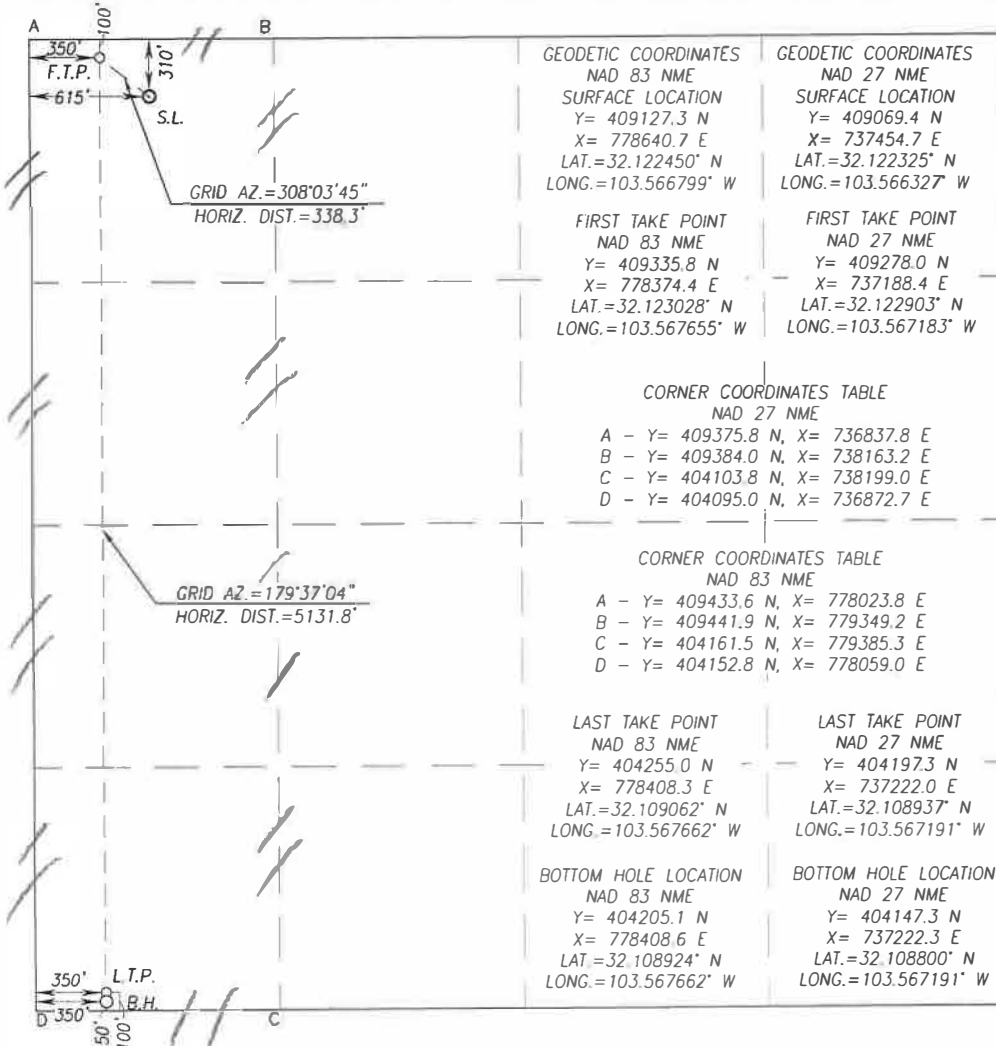 A
B
100'
350'
F.T.P.
310'
615'
S.L.
GRID AZ.=308°03'45"
HORIZ. DIST.=338.3'
GEODETIC COORDINATES
NAD 83 NME
SURFACE LOCATION
Y= 409127.3 N
X= 778640.7 E
LAT.=32.122450° N
LONG.=103.566799° W
GEODETIC COORDINATES
NAD 27 NME
SURFACE LOCATION
Y= 409069.4 N
X= 737454.7 E
LAT.=32.122325° N
LONG.=103.566327° W
FIRST TAKE POINT
NAD 83 NME
Y= 409335.8 N
X= 778374.4 E
LAT.=32.123028° N
LONG.=103.567655° W
FIRST TAKE POINT
NAD 27 NME
Y= 409278.0 N
X= 737188.4 E
LAT.=32.122903° N
LONG.=103.567183° W
CORNER COORDINATES TABLE
NAD 27 NME
A - Y= 409375.8 N, X= 736837.8 E
B - Y= 409384.0 N, X= 738163.2 E
C - Y= 404103.8 N, X= 738199.0 E
D - Y= 404095.0 N, X= 736872.7 E
GRID AZ.=179°37'04"
HORIZ. DIST.=5131.8'
CORNER COORDINATES TABLE
NAD 83 NME
A - Y= 409433.6 N, X= 778023.8 E
B - Y= 409441.9 N, X= 779349.2 E
C - Y= 404161.5 N, X= 779385.3 E
D - Y= 404152.8 N, X= 778059.0 E
LAST TAKE POINT
NAD 83 NME
Y= 404255.0 N
X= 778408.3 E
LAT.=32.109062° N
LONG.=103.567662° W
LAST TAKE POINT
NAD 27 NME
Y= 404197.3 N
X= 737222.0 E
LAT.=32.108937° N
LONG.=103.567191° W
BOTTOM HOLE LOCATION
NAD 83 NME
Y= 404205.1 N
X= 778408.6 E
LAT.=32.108924° N
LONG.=103.567662° W
BOTTOM HOLE LOCATION
NAD 27 NME
Y= 404147.3 N
X= 737222.3 E
LAT.=32.108800° N
LONG.=103.567191° W
350'
L.T.P.
350'
B.H.
D
C
50'
100'